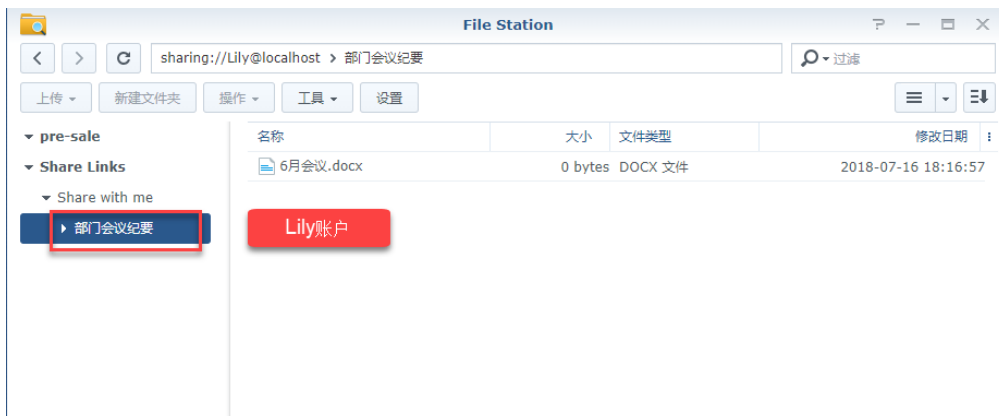 File Station
sharing://Lily@localhost > 部门会议纪要
过滤
上传 新建文件夹 操作 工具 设置
pre-sale
名称 大小 文件类型 修改日期
Share Links
6月会议.docx 0 bytes DOCX 文件 2018-07-16 18:16:57
Share with me
部门会议纪要
Lily账户